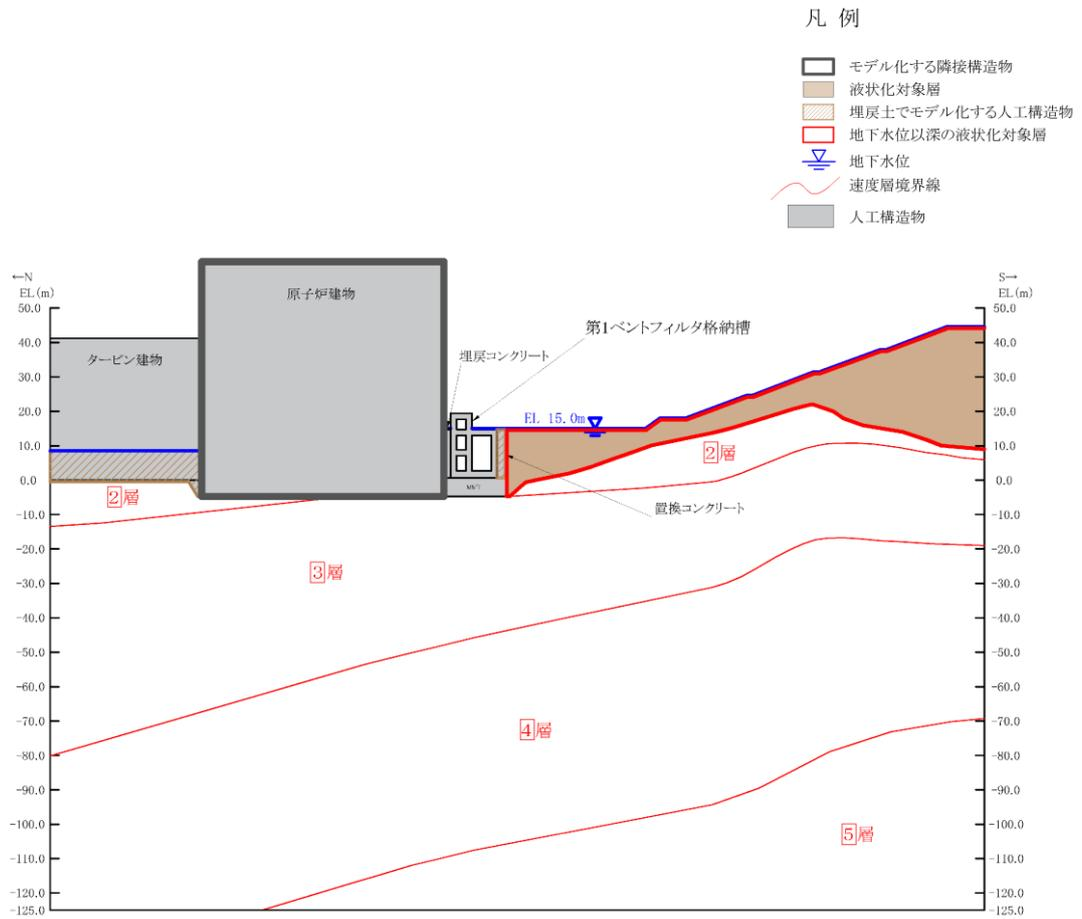 凡 例
モデル化する隣接構造物
液状化対象層
埋戻土でモデル化する人工構造物
地下水位以深の液状化対象層
地下水位
速度層境界線
人工構造物
←N
EL(m)
S→
EL(m)
50.0
40.0
30.0
20.0
10.0
0.0
-10.0
-20.0
-30.0
-40.0
-50.0
-60.0
-70.0
-80.0
-90.0
-100.0
-110.0
-120.0
-125.0
原子炉建物
タービン建物
第1ベントフィルタ格納槽
埋戻コンクリート
EL 15.0m
置換コンクリート
2層
2層
3層
4層
5層
50.0
40.0
30.0
20.0
10.0
0.0
-10.0
-20.0
-30.0
-40.0
-50.0
-60.0
-70.0
-80.0
-90.0
-100.0
-110.0
-120.0
-125.0